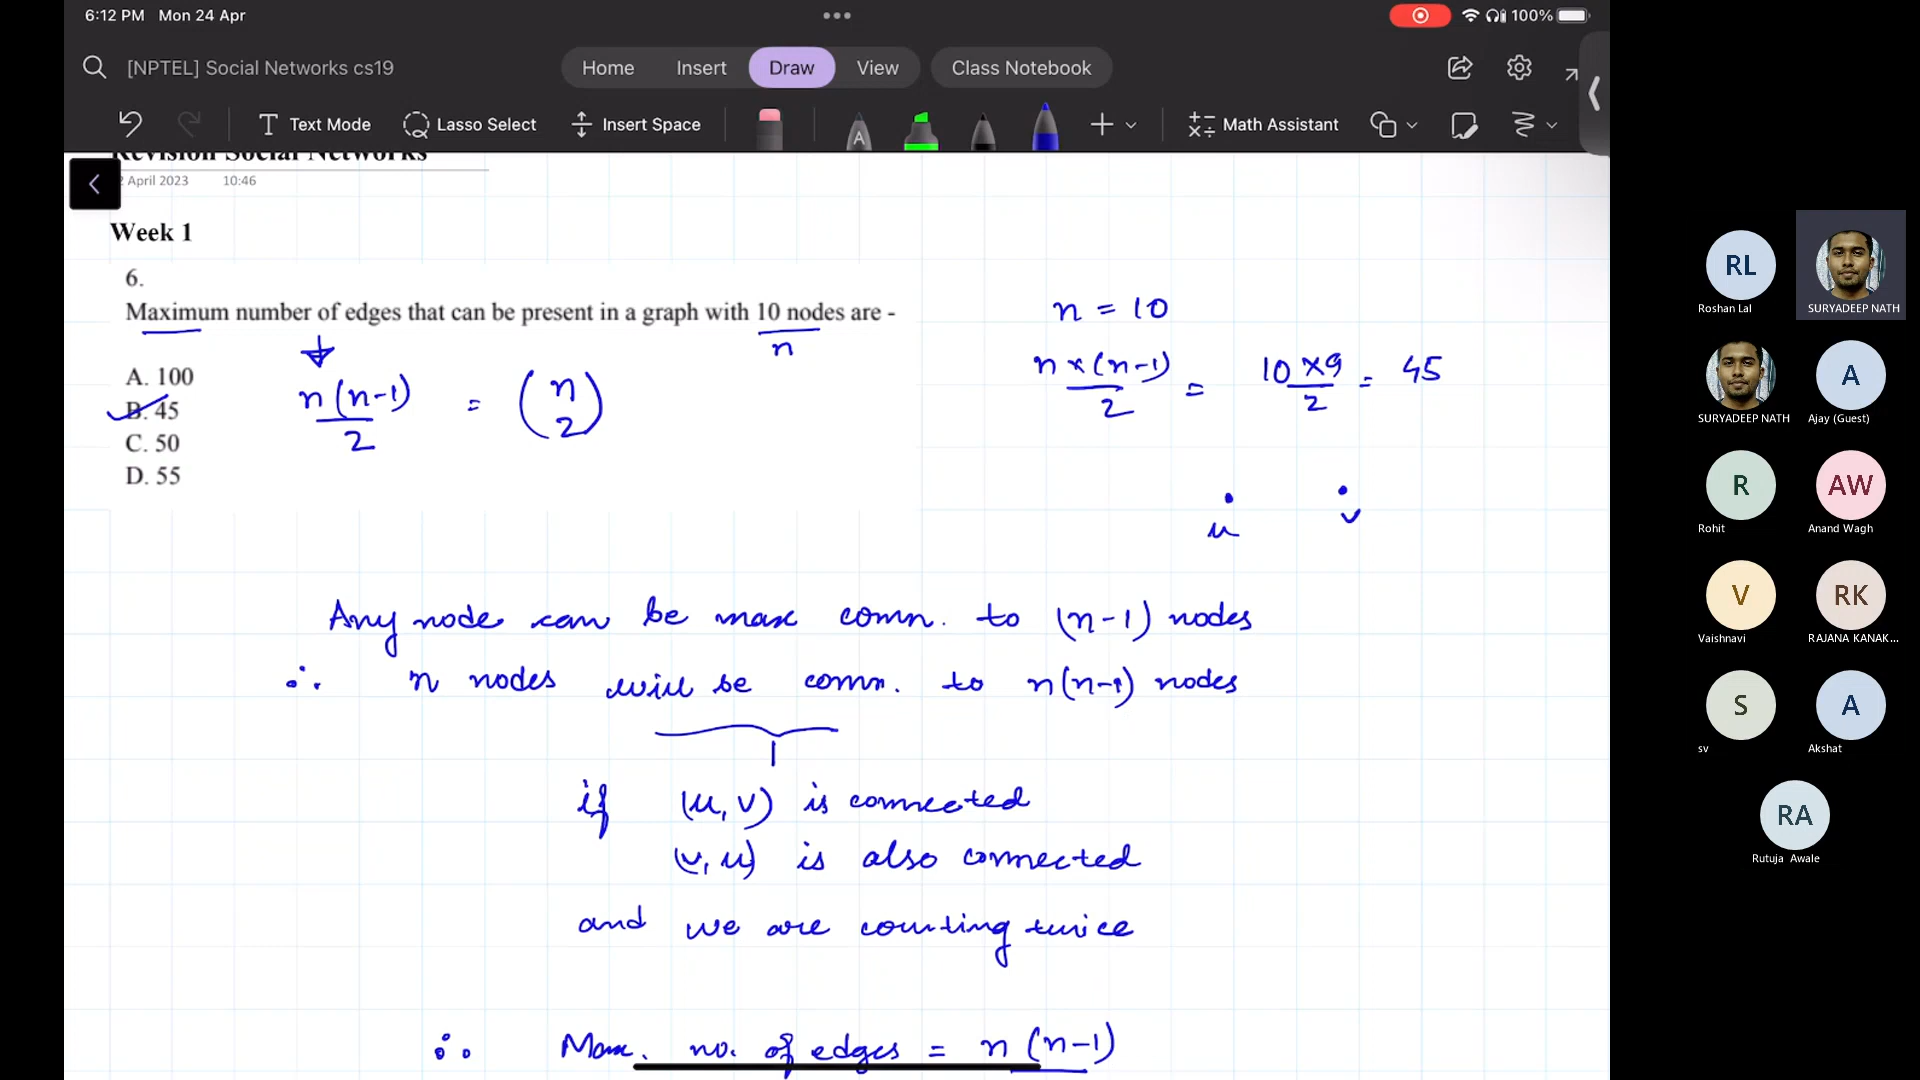 6:12 PM Mon 24 Apr
100%
[NPTEL] Social Networks cs19
Home Insert Draw View Class Notebook
Text Mode Lasso Select Insert Space A Math Assistant
Revision Social Networks
April 2023 10:46
Week 1
6.
Maximum number of edges that can be present in a graph with 10 nodes are -
n
A. 100
B. 45
C. 50
D. 55
n(n-1)
2
=
(n
2)
n = 10
n×(n-1)
2
=
10×9
2
= 45
u
v
Any node can be max conn. to (n-1) nodes
∴ n nodes will be conn. to n(n-1) nodes
if (u,v) is connected
(v,u) is also connected
and we are counting twice
∴ Max. no. of edges = n(n-1)
RL
Roshan Lal
SURYADEEP NATH
SURYADEEP NATH
A
Ajay (Guest)
R
Rohit
AW
Anand Wagh
V
Vaishnavi
RK
RAJANA KANAK...
S
sv
A
Akshat
RA
Rutuja Awale